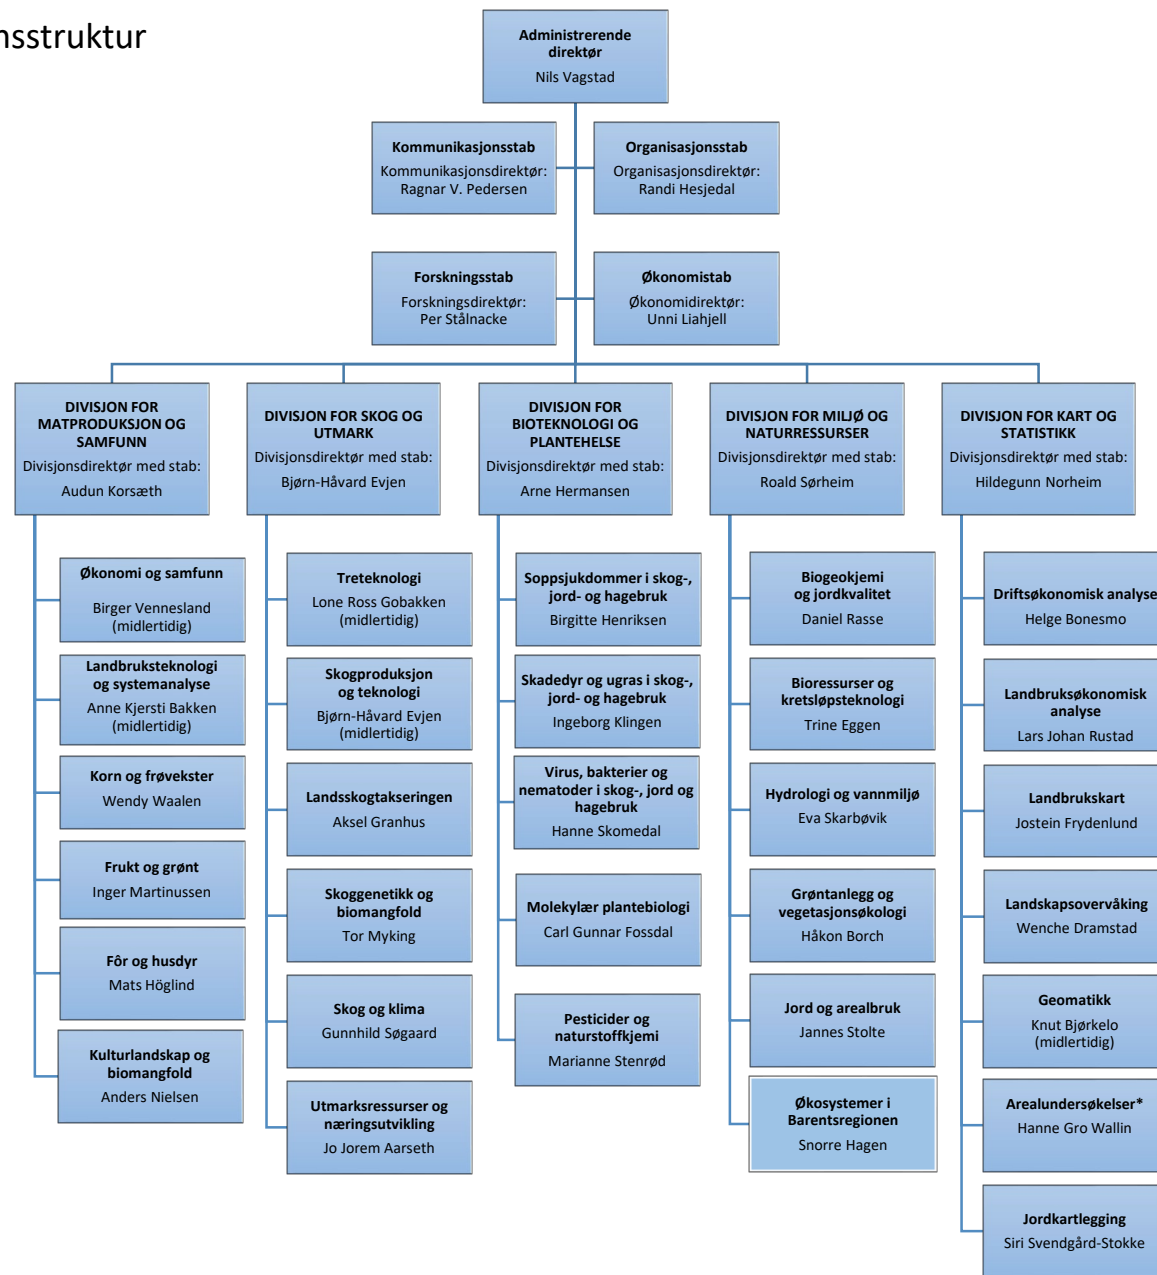 nsstruktur
Administrerende
direktør
Nils Vagstad
Kommunikasjonsstab
Kommunikasjonsdirektør:
Ragnar V. Pedersen
Organisasjonsstab
Organisasjonsdirektør:
Randi Hesjedal
Forskningsstab
Forskningsdirektør:
Per Stålnacke
Økonomistab
Økonomidirektør:
Unni Liahjell
DIVISJON FOR
MATPRODUKSJON OG
SAMFUNN
Divisjonsdirektør med stab:
Audun Korsæth
Økonomi og samfunn
Birger Vennesland
(midlertidig)
Landbruksteknologi
og systemanalyse
Anne Kjersti Bakken
(midlertidig)
Korn og frøvekster
Wendy Waalen
Frukt og grønt
Inger Martinussen
Fôr og husdyr
Mats Höglind
Kulturlandskap og
biomangfold
Anders Nielsen
DIVISJON FOR SKOG OG
UTMARK
Divisjonsdirektør med stab:
Bjørn-Håvard Evjen
Treteknologi
Lone Ross Gobakken
(midlertidig)
Skogproduksjon
og teknologi
Bjørn-Håvard Evjen
(midlertidig)
Landsskogtakseringen
Aksel Granhus
Skoggenetikk og
biomangfold
Tor Myking
Skog og klima
Gunnhild Søgaard
Utmarksressurser og
næringsutvikling
Jo Jorem Aarseth
DIVISJON FOR
BIOTEKNOLOGI OG
PLANTEHELSE
Divisjonsdirektør med stab:
Arne Hermansen
Soppsjukdommer i skog-,
jord- og hagebruk
Birgitte Henriksen
Skadedyr og ugras i skog-,
jord- og hagebruk
Ingeborg Klingen
Virus, bakterier og
nematoder i skog-, jord og
hagebruk
Hanne Skomedal
Molekylær plantebiologi
Carl Gunnar Fossdal
Pesticider og
naturstoffkjemi
Marianne Stenrød
DIVISJON FOR MILJØ OG
NATURRESSURSER
Divisjonsdirektør med stab:
Roald Sørheim
Biogeokjemi
og jordkvalitet
Daniel Rasse
Bioressurser og
kretsløpsteknologi
Trine Eggen
Hydrologi og vannmiljø
Eva Skarbøvik
Grøntanlegg og
vegetasjonsøkologi
Håkon Borch
Jord og arealbruk
Jannes Stolte
Økosystemer i
Barentsregionen
Snorre Hagen
DIVISJON FOR KART OG
STATISTIKK
Divisjonsdirektør med stab:
Hildegunn Norheim
Driftsøkonomisk analyse
Helge Bonesmo
Landbruksøkonomisk
analyse
Lars Johan Rustad
Landbrukskart
Jostein Frydenlund
Landskapsovervåking
Wenche Dramstad
Geomatikk
Knut Bjørkelo
(midlertidig)
Arealundersøkelser*
Hanne Gro Wallin
Jordkartlegging
Siri Svendgård-Stokke